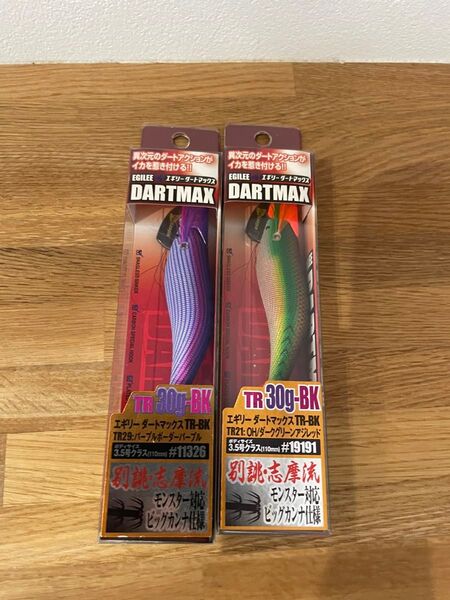 異次元のダートアクションが
イカを惹き付ける!!
EGILEE エギリー ダートマックス
DARTMAX
TR 30g-BK
エギリー ダートマックス TR-BK
TR29:パープルボーダーパープル
ボディサイズ
3.5号クラス(110mm) #11326
別誂・志摩流
モンスター対応
ビッグカンナ仕様
異次元のダートアクションが
イカを惹き付ける!!
EGILEE エギリー ダートマックス
DARTMAX
TR 30g-BK
エギリー ダートマックス TR-BK
TR21:OH/ダークグリーンアジレッド
ボディサイズ
3.5号クラス(110mm) #19191
別誂・志摩流
モンスター対応
ビッグカンナ仕様